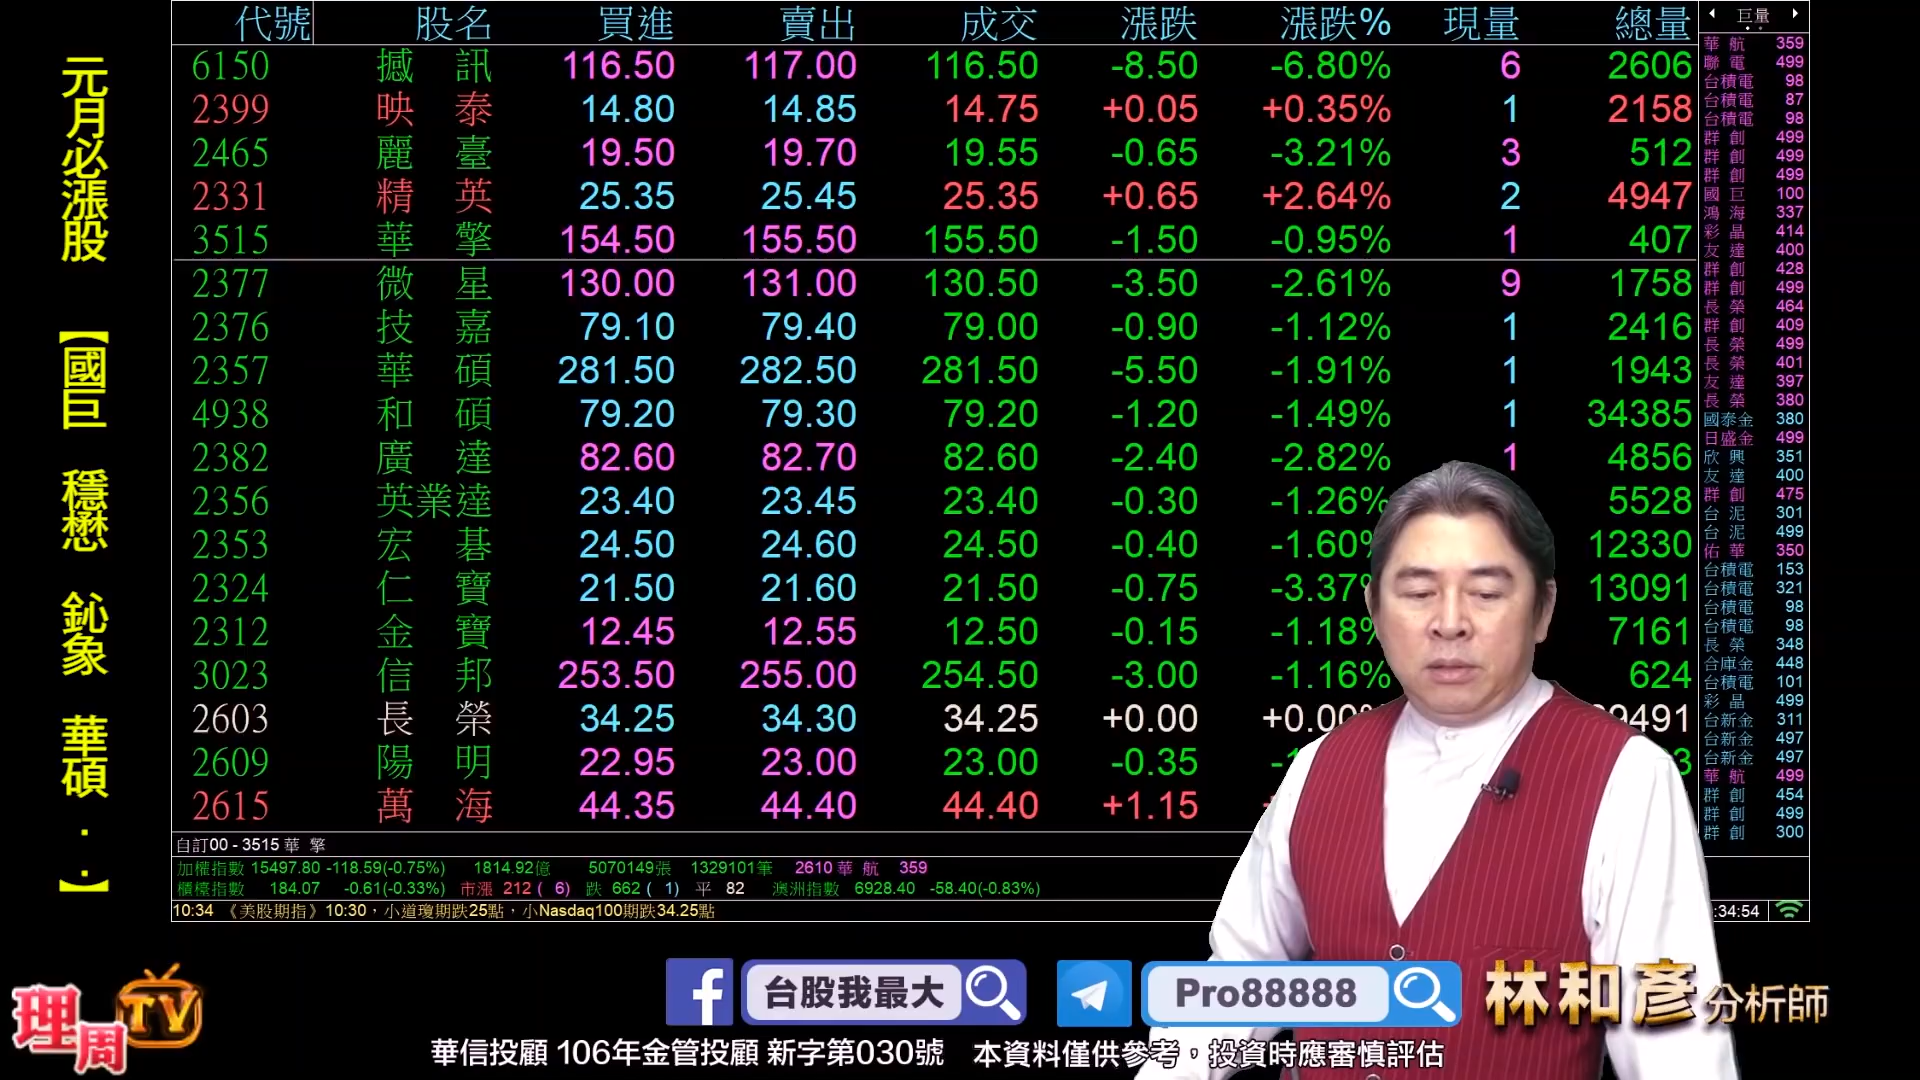 元月必漲股 【國巨 穩懋 鈊象 華碩..】
代號 股名 買進 賣出 成交 漲跌 漲跌% 現量 總量
6150 撼訊 116.50 117.00 116.50 -8.50 -6.80% 6 2606
2399 映泰 14.80 14.85 14.75 +0.05 +0.35% 1 2158
2465 麗臺 19.50 19.70 19.55 -0.65 -3.21% 3 512
2331 精英 25.35 25.45 25.35 +0.65 +2.64% 2 4947
3515 華擎 154.50 155.50 155.50 -1.50 -0.95% 1 407
2377 微星 130.00 131.00 130.50 -3.50 -2.61% 9 1758
2376 技嘉 79.10 79.40 79.00 -0.90 -1.12% 1 2416
2357 華碩 281.50 282.50 281.50 -5.50 -1.91% 1 1943
4938 和碩 79.20 79.30 79.20 -1.20 -1.49% 1 34385
2382 廣達 82.60 82.70 82.60 -2.40 -2.82% 1 4856
2356 英業達 23.40 23.45 23.40 -0.30 -1.26% 5528
2353 宏碁 24.50 24.60 24.50 -0.40 -1.60% 12330
2324 仁寶 21.50 21.60 21.50 -0.75 -3.37% 13091
2312 金寶 12.45 12.55 12.50 -0.15 -1.18% 7161
3023 信邦 253.50 255.00 254.50 -3.00 -1.16% 624
2603 長榮 34.25 34.30 34.25 +0.00 +0.00% 9491
2609 陽明 22.95 23.00 23.00 -0.35 3
2615 萬海 44.35 44.40 44.40 +1.15
巨量
華航 359
聯電 499
台積電 98
台積電 87
台積電 98
群創 499
群創 499
群創 499
國巨 100
鴻海 337
彩晶 414
友達 400
群創 428
群創 499
長榮 464
群創 409
長榮 499
長榮 401
友達 397
長榮 380
國泰金 380
日盛金 499
欣興 351
友達 400
群創 475
台泥 301
台泥 499
佑華 350
台積電 153
台積電 321
台積電 98
台積電 98
長榮 348
合庫金 448
台積電 101
彩晶 499
台新金 311
台新金 497
台新金 497
華航 499
群創 454
群創 499
群創 300
自訂00 - 3515 華擎
加權指數 15497.80 -118.59(-0.75%) 1814.92億 5070149張 1329101筆 2610 華航 359
櫃檯指數 184.07 -0.61(-0.33%) 市漲 212 ( 6) 跌 662 ( 1) 平 82 澳洲指數 6928.40 -58.40(-0.83%)
10:34 《美股期指》10:30，小道瓊期跌25點，小Nasdaq100期跌34.25點 :34:54
理周TV
f 台股我最大 Pro88888 林和彥分析師
華信投顧 106年金管投顧 新字第030號 本資料僅供參考，投資時應審慎評估